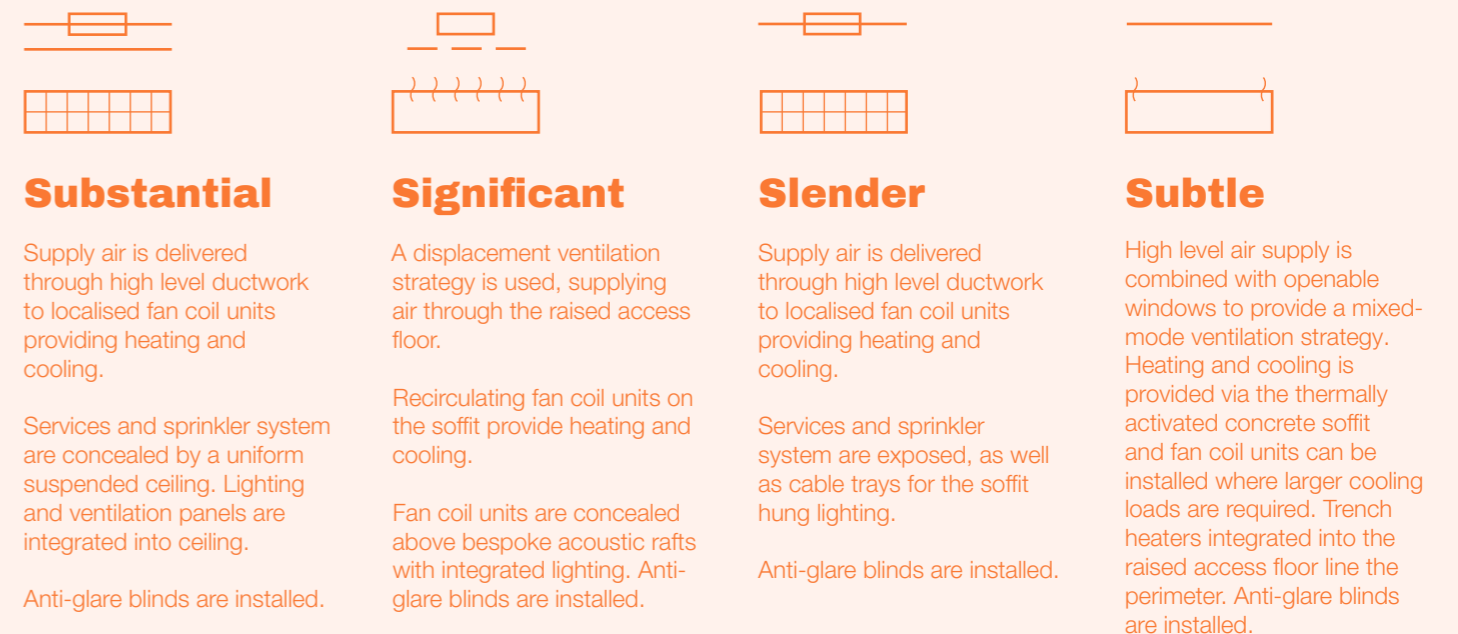 Substantial
Supply air is delivered
through high level ductwork
to localised fan coil units
providing heating and
cooling.
Services and sprinkler system
are concealed by a uniform
suspended ceiling. Lighting
and ventilation panels are
integrated into ceiling.
Anti-glare blinds are installed.
Significant
A displacement ventilation
strategy is used, supplying
air through the raised access
floor.
Recirculating fan coil units on
the soffit provide heating and
cooling.
Fan coil units are concealed
above bespoke acoustic rafts
with integrated lighting. Anti-
glare blinds are installed.
Slender
Supply air is delivered
through high level ductwork
to localised fan coil units
providing heating and
cooling.
Services and sprinkler
system are exposed, as well
as cable trays for the soffit
hung lighting.
Anti-glare blinds are installed.
Subtle
High level air supply is
combined with openable
windows to provide a mixed-
mode ventilation strategy.
Heating and cooling is
provided via the thermally
activated concrete soffit
and fan coil units can be
installed where larger cooling
loads are required. Trench
heaters integrated into the
raised access floor line the
perimeter. Anti-glare blinds
are installed.